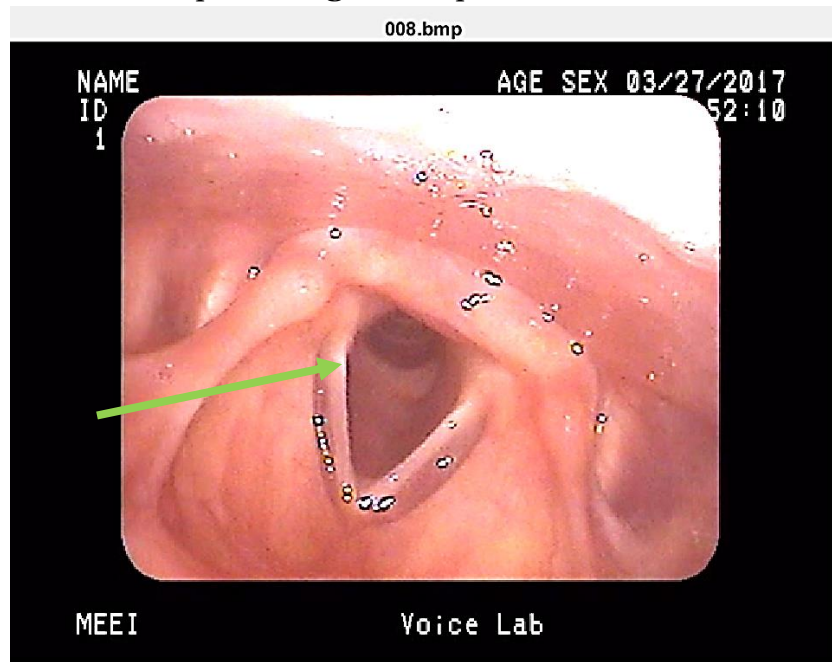 008.bmp
NAME AGE SEX 03/27/2017
ID 52:10
1
MEEI Voice Lab